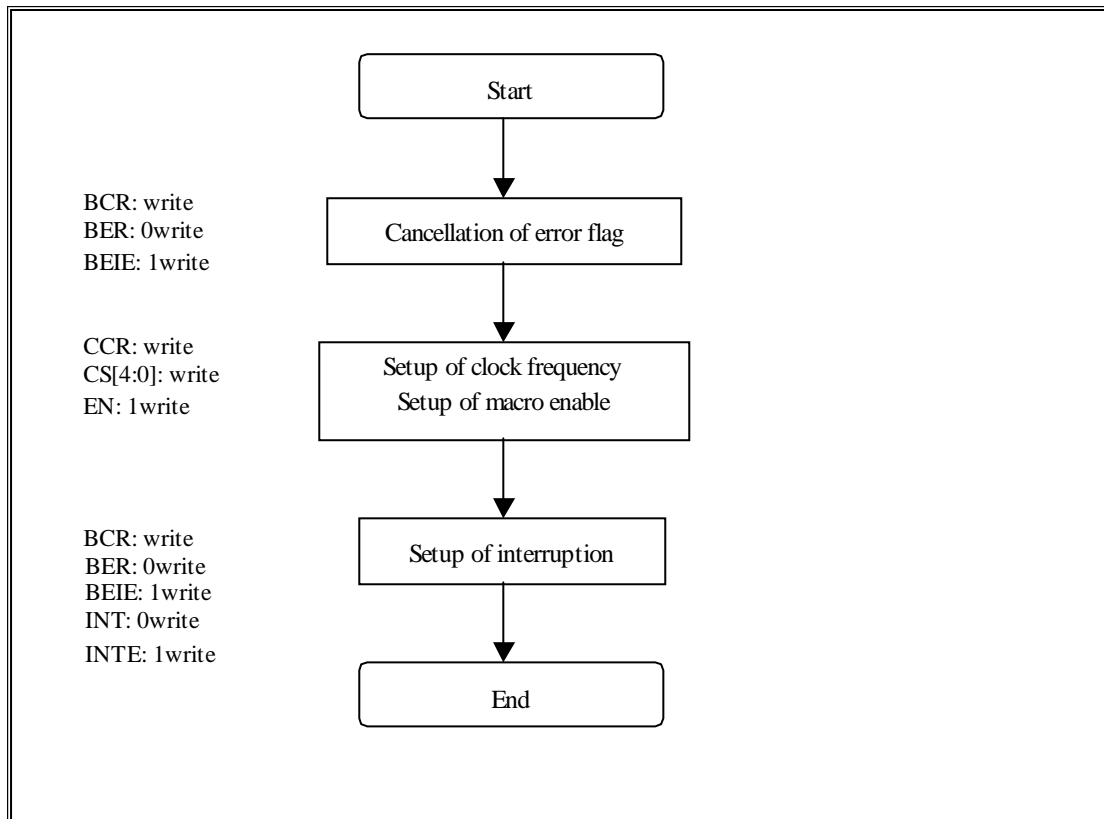 Start
BCR: write
BER: 0write
BEIE: 1write
Cancellation of error flag
CCR: write
CS[4:0]: write
EN: 1write
Setup of clock frequency
Setup of macro enable
BCR: write
BER: 0write
BEIE: 1write
INT: 0write
INTE: 1write
Setup of interruption
End